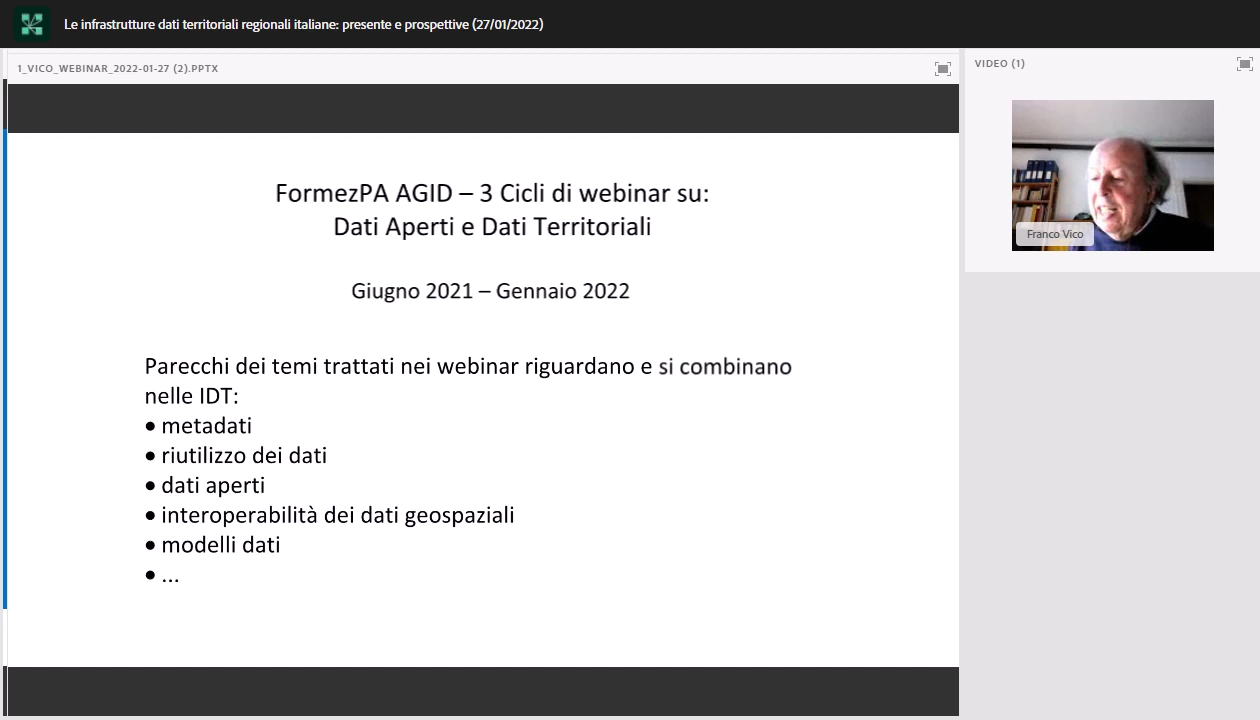 Le infrastrutture dati territoriali regionali italiane: presente e prospettive (27/01/2022)
1_VICO_WEBINAR_2022-01-27 (2).PPTX
VIDEO (1)
FormezPA AGID – 3 Cicli di webinar su:
Dati Aperti e Dati Territoriali
Giugno 2021 – Gennaio 2022
Parecchi dei temi trattati nei webinar riguardano e si combinano
nelle IDT:
• metadati
• riutilizzo dei dati
• dati aperti
• interoperabilità dei dati geospaziali
• modelli dati
• ...
Franco Vico